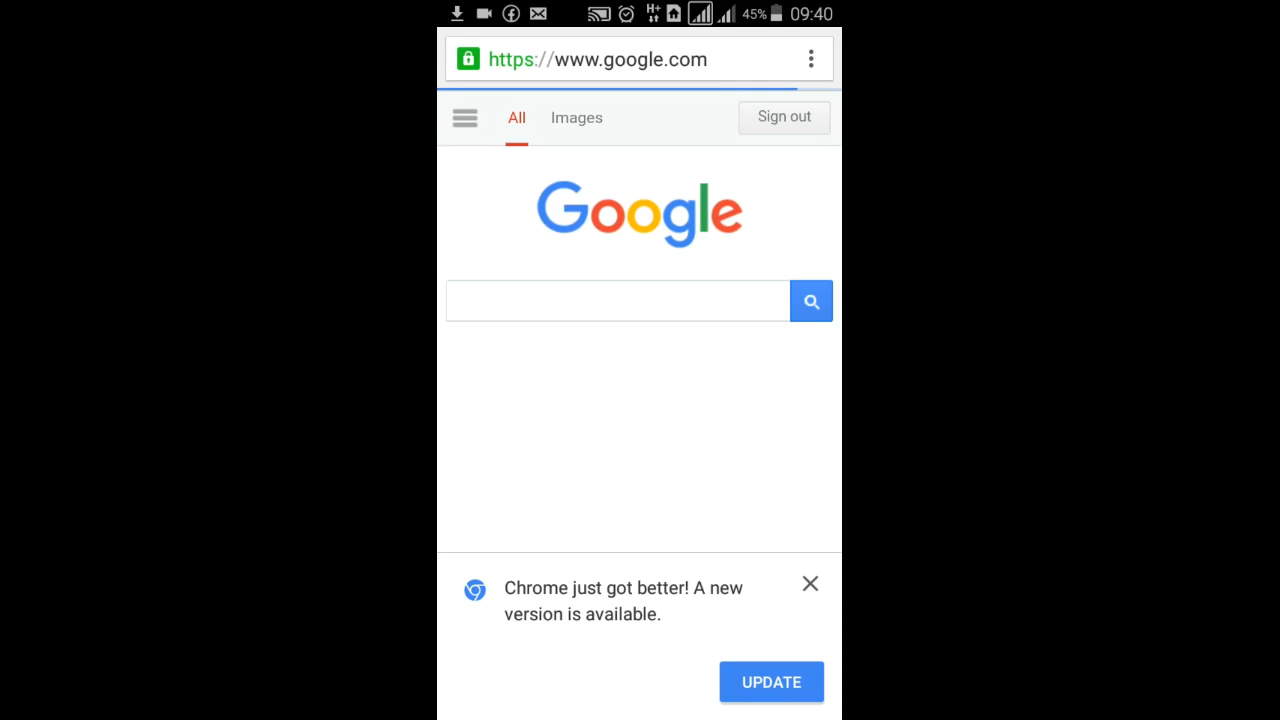 H+ 45% 09:40
https://www.google.com
All Images Sign out
Google
Chrome just got better! A new
version is available.
UPDATE